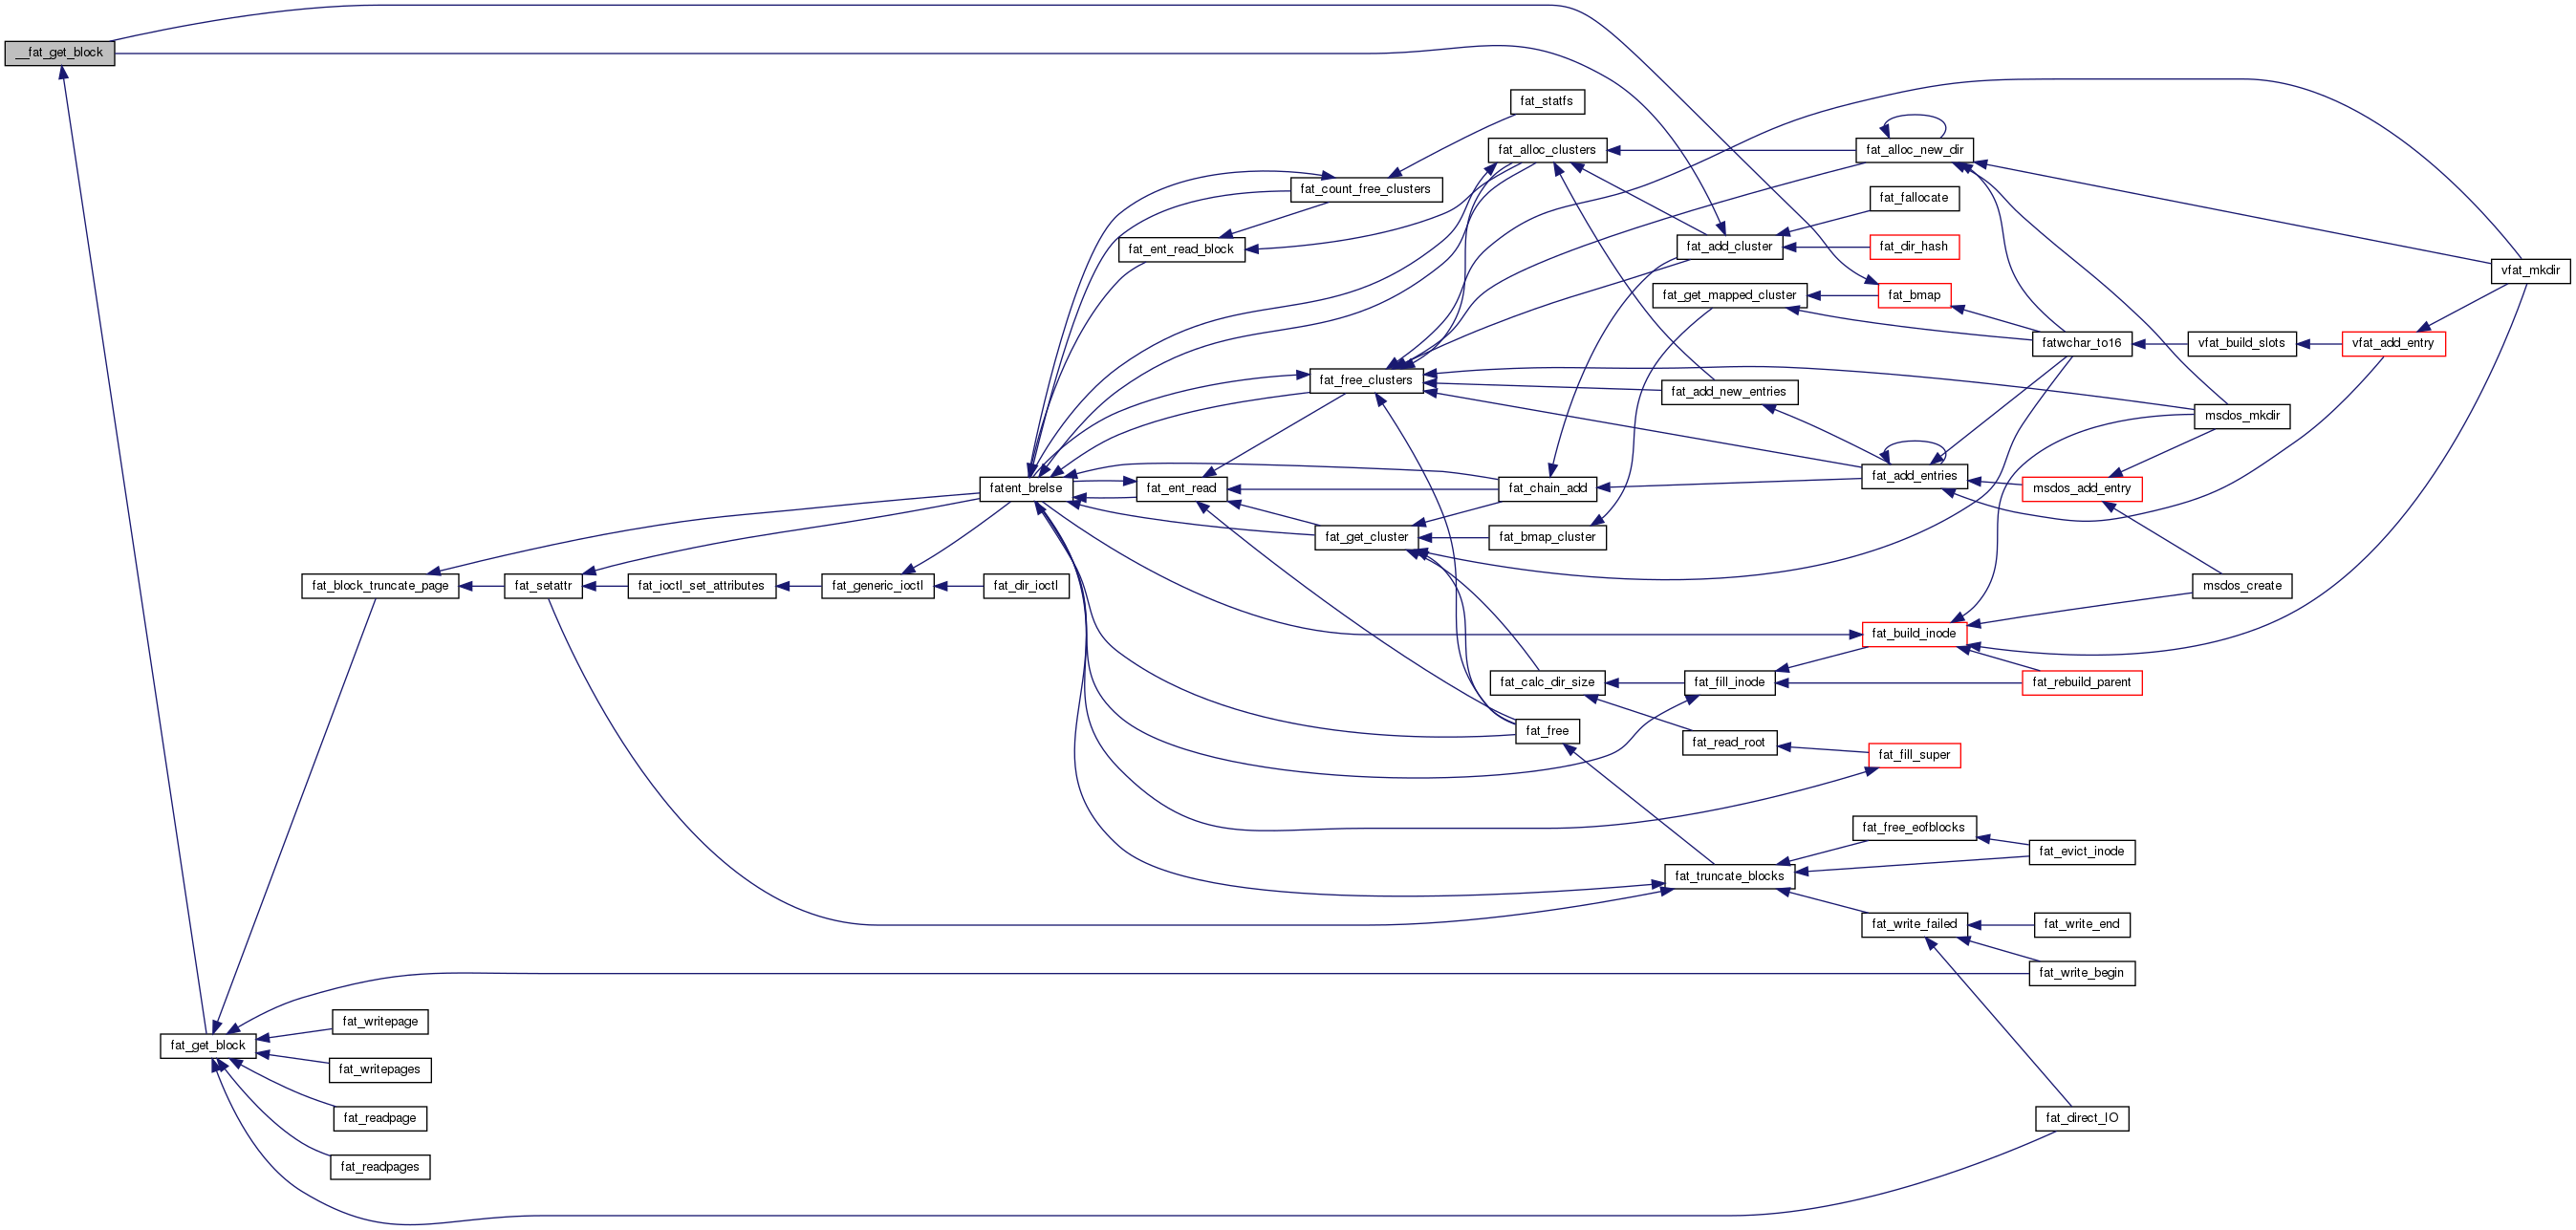 __fat_get_block
fat_statfs
fat_alloc_clusters
fat_alloc_new_dir
fat_count_free_clusters
fat_fallocate
fat_ent_read_block
fat_add_cluster
fat_dir_hash
vfat_mkdir
fat_get_mapped_cluster
fat_bmap
fatwchar_to16
vfat_build_slots
vfat_add_entry
fat_free_clusters
fat_add_new_entries
msdos_mkdir
fatent_brelse
fat_ent_read
fat_chain_add
fat_add_entries
msdos_add_entry
fat_get_cluster
fat_bmap_cluster
fat_block_truncate_page
fat_setattr
fat_ioctl_set_attributes
fat_generic_ioctl
fat_dir_ioctl
msdos_create
fat_build_inode
fat_calc_dir_size
fat_fill_inode
fat_rebuild_parent
fat_free
fat_read_root
fat_fill_super
fat_free_eofblocks
fat_evict_inode
fat_truncate_blocks
fat_write_failed
fat_write_end
fat_write_begin
fat_writepage
fat_get_block
fat_writepages
fat_readpage
fat_direct_IO
fat_readpages